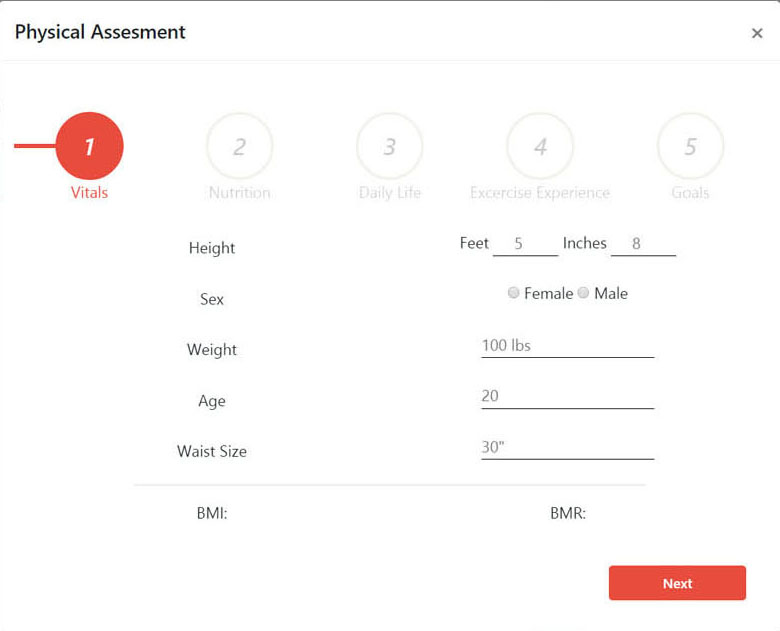 Physical Assesment
×
1 2 3 4 5
Vitals Nutrition Daily Life Excercise Experience Goals
Height Feet 5 Inches 8
Sex Female Male
Weight 100 lbs
Age 20
Waist Size 30"
BMI: BMR:
Next